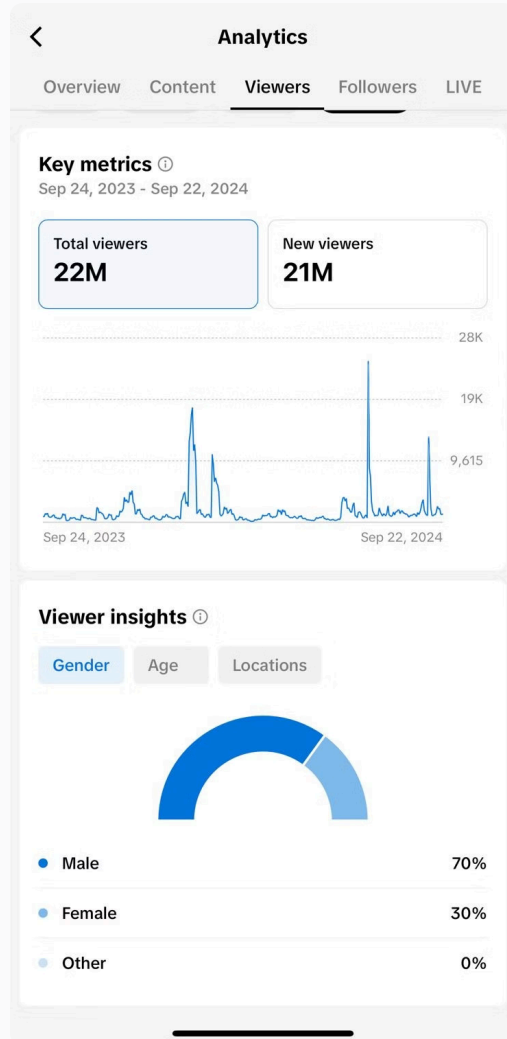 Analytics
Overview Content Viewers Followers LIVE
Key metrics
Sep 24, 2023 - Sep 22, 2024
Total viewers New viewers
22M 21M
28K
19K
9,615
Sep 24, 2023 Sep 22, 2024
Viewer insights
Gender Age Locations
Male 70%
Female 30%
Other 0%